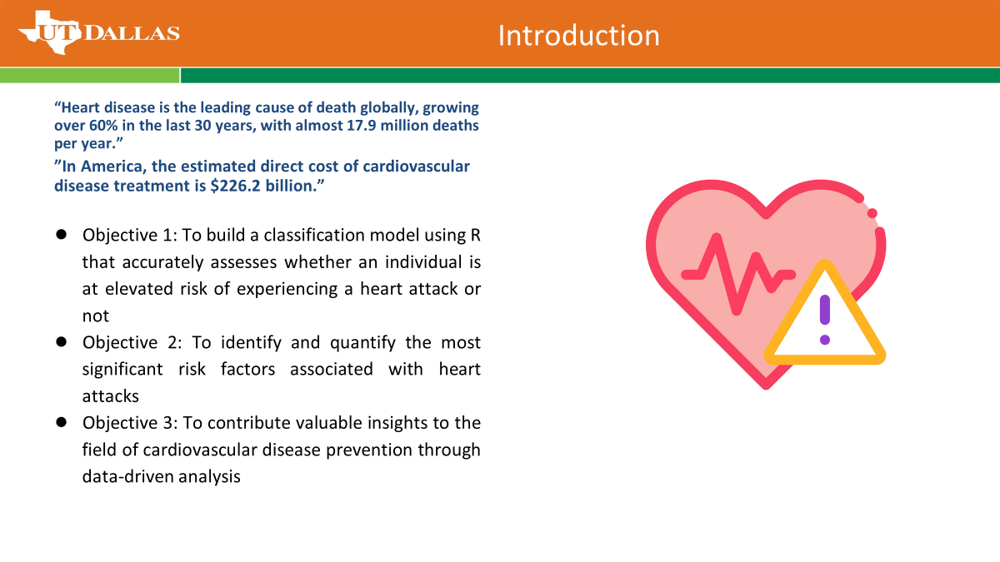 UT DALLAS
Introduction
“Heart disease is the leading cause of death globally, growing
over 60% in the last 30 years, with almost 17.9 million deaths
per year.”
”In America, the estimated direct cost of cardiovascular
disease treatment is $226.2 billion.”
● Objective 1: To build a classification model using R
that accurately assesses whether an individual is
at elevated risk of experiencing a heart attack or
not
● Objective 2: To identify and quantify the most
significant risk factors associated with heart
attacks
● Objective 3: To contribute valuable insights to the
field of cardiovascular disease prevention through
data-driven analysis